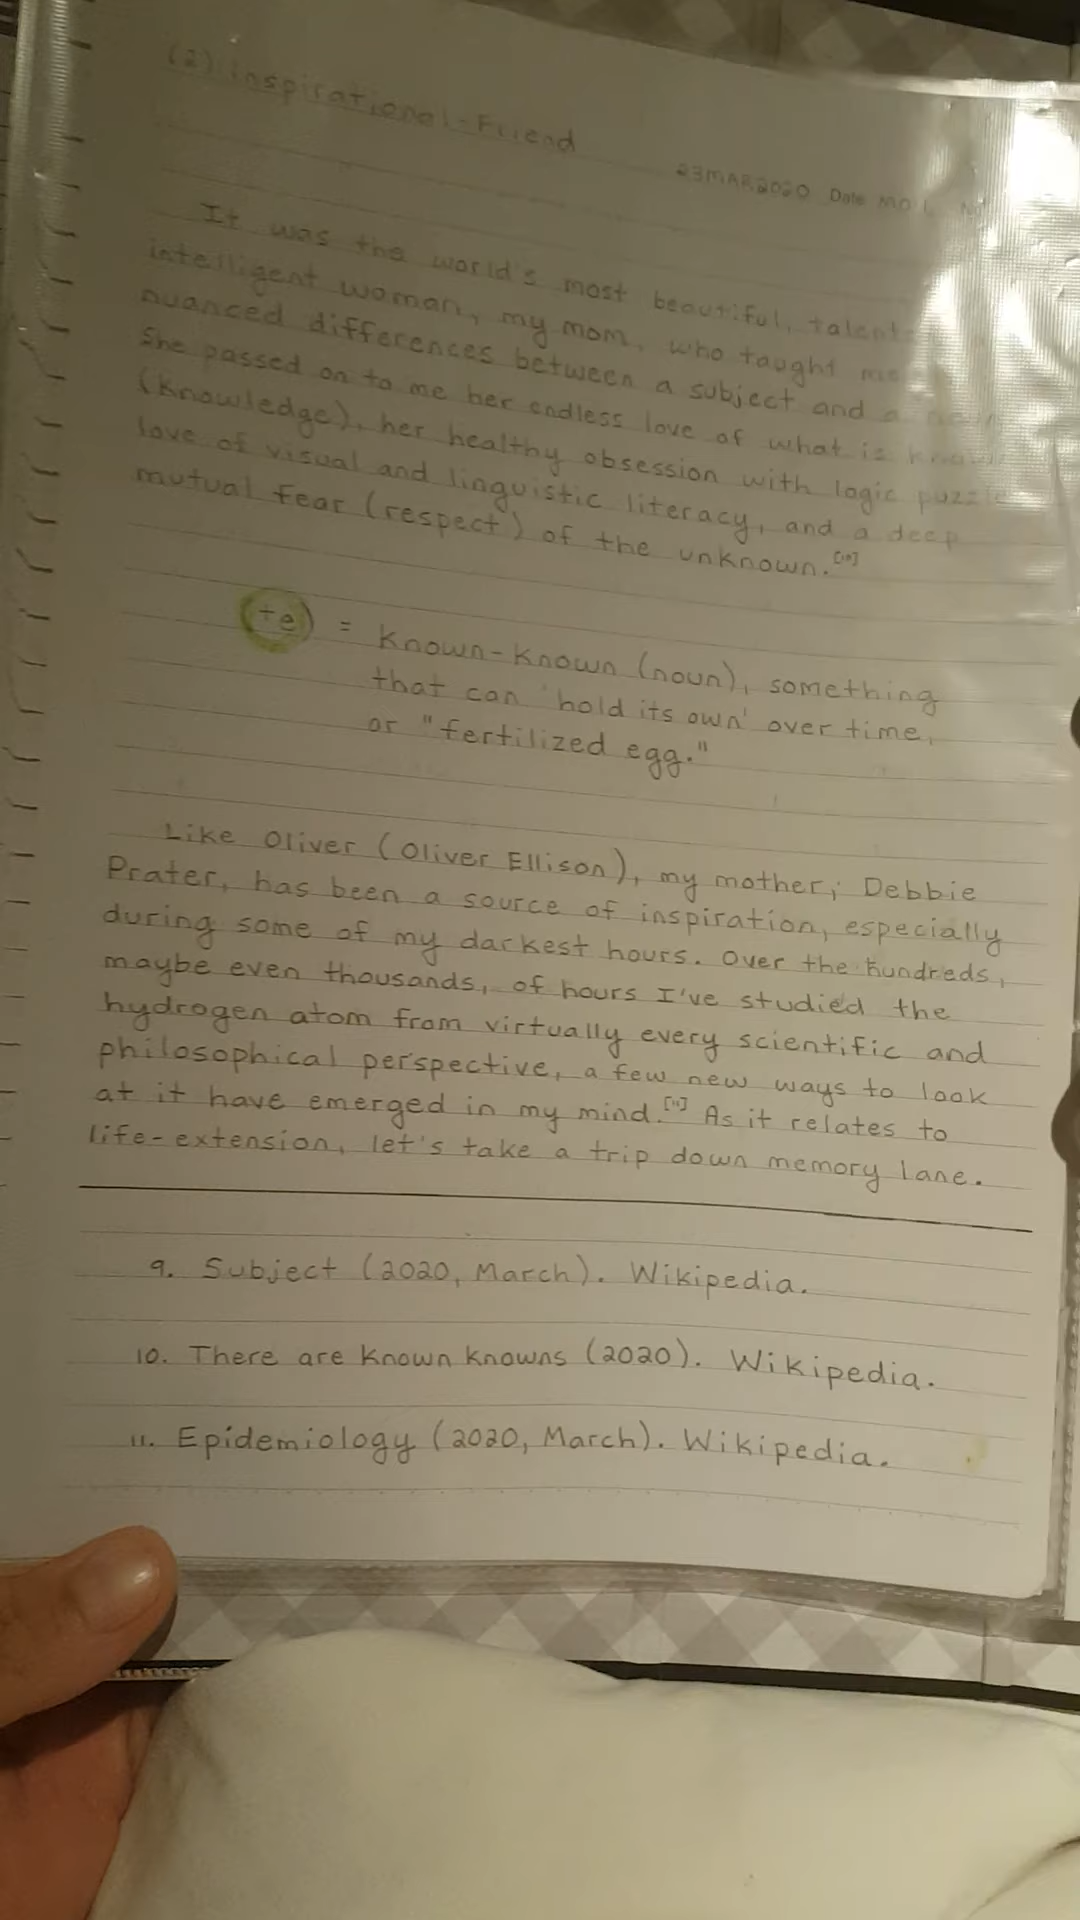 (2) inspirational-Friend
23MAR2020 Date MO
It was the world's most beautiful,
intelligent woman, my mom, who taught me
nuanced differences between a subject and a
She passed on to me her endless love of what is
(knowledge), her healthy obsession with logic
love of visual and linguistic literacy, and a deep
mutual fear (respect) of the unknown.[10]
(+e) = Known-Known (noun), something
that can 'hold its own' over time,
or "fertilized egg."
Like Oliver (Oliver Ellison), my mother, Debbie
Prater, has been a source of inspiration, especially
during some of my darkest hours. Over the hundreds,
maybe even thousands, of hours I've studied the
hydrogen atom from virtually every scientific and
philosophical perspective, a few new ways to look
at it have emerged in my mind.[11] As it relates to
life-extension, let's take a trip down memory lane.
9. Subject (2020, March). Wikipedia.
10. There are known knowns (2020). Wikipedia.
11. Epidemiology (2020, March). Wikipedia.